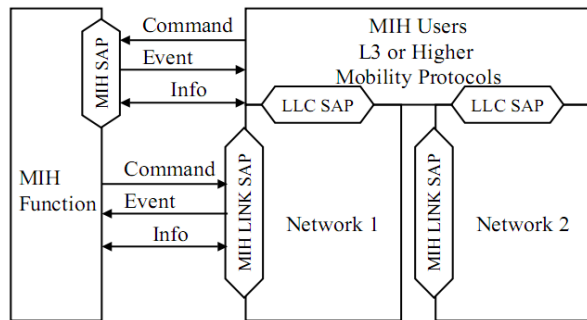 MIH Users
L3 or Higher
Mobility Protocols
Command
MIH SAP
Event
Info
LLC SAP
LLC SAP
MIH
Function
Command
Event
Info
MIH LINK SAP
Network 1
MIH LINK SAP
Network 2